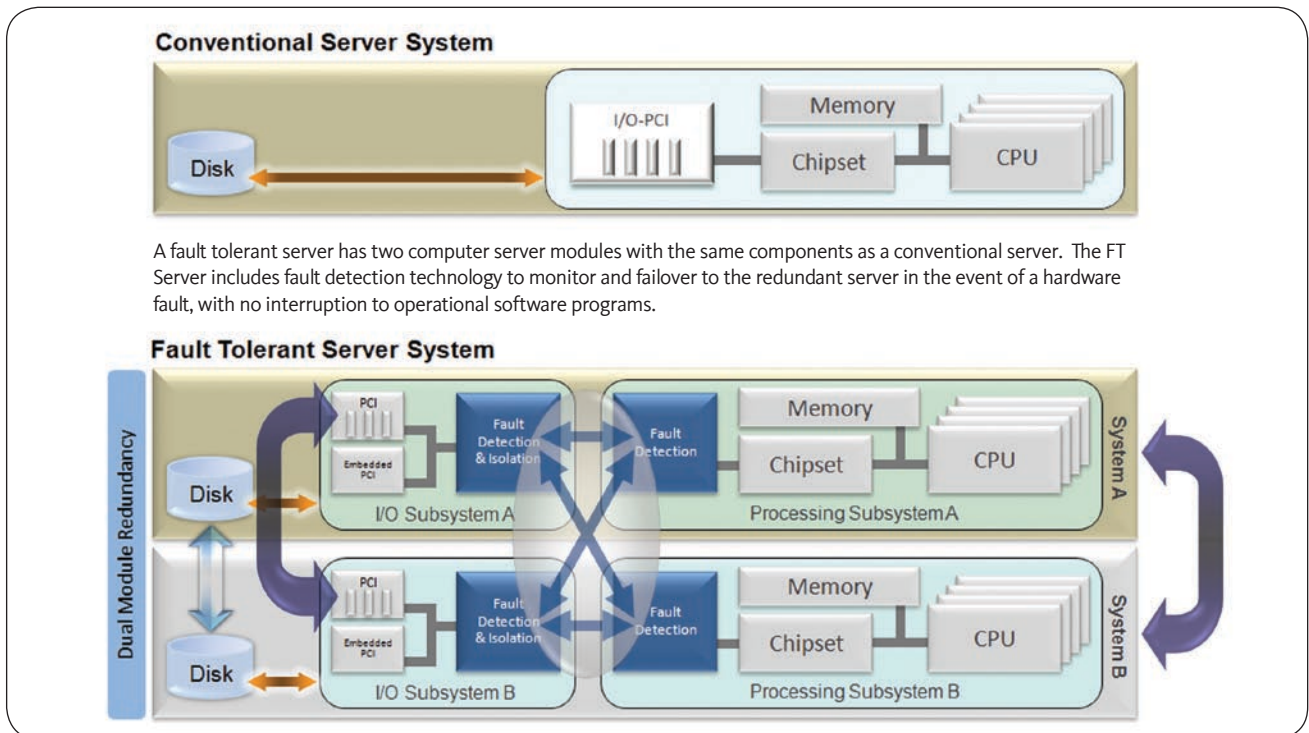 Conventional Server System
Disk
I/O-PCI
Memory
Chipset
CPU
A fault tolerant server has two computer server modules with the same components as a conventional server. The FT
Server includes fault detection technology to monitor and failover to the redundant server in the event of a hardware
fault, with no interruption to operational software programs.
Fault Tolerant Server System
Dual Module Redundancy
Disk
PCI
Embedded
PCI
Fault
Detection
& Isolation
I/O Subsystem A
Fault
Detection
Memory
Chipset
CPU
Processing Subsystem A
System A
Disk
PCI
Embedded
PCI
Fault
Detection
& Isolation
I/O Subsystem B
Fault
Detection
Memory
Chipset
CPU
Processing Subsystem B
System B